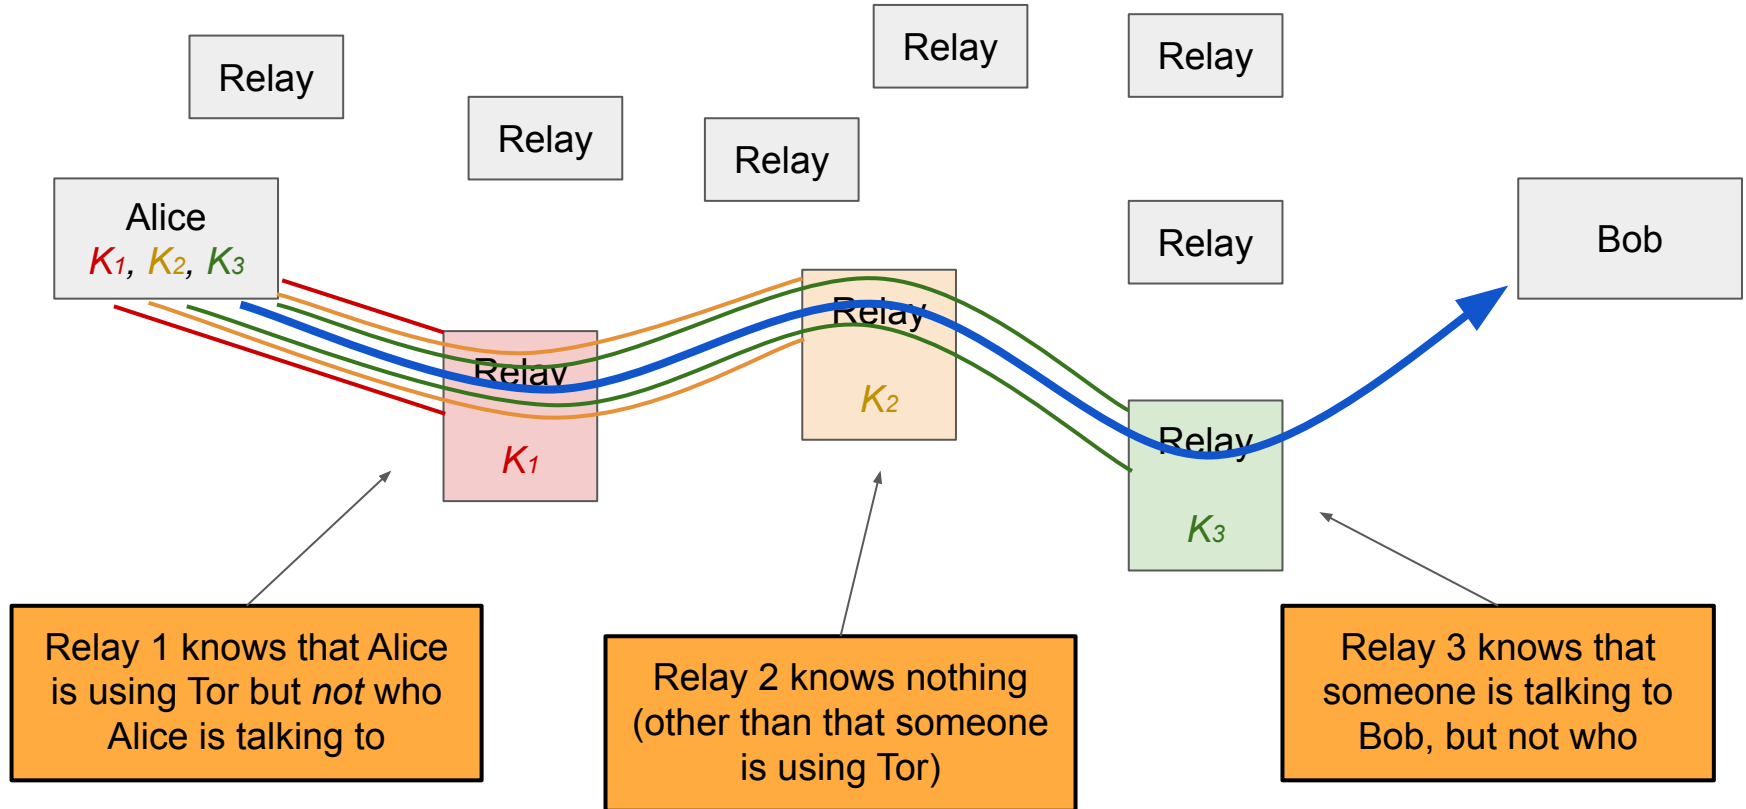 Relay
Relay
Relay
Relay
Relay
Alice
K1, K2, K3
Relay
Bob
Relay
K1
Relay
K2
Relay
K3
Relay 1 knows that Alice
is using Tor but not who
Alice is talking to
Relay 2 knows nothing
(other than that someone
is using Tor)
Relay 3 knows that
someone is talking to
Bob, but not who